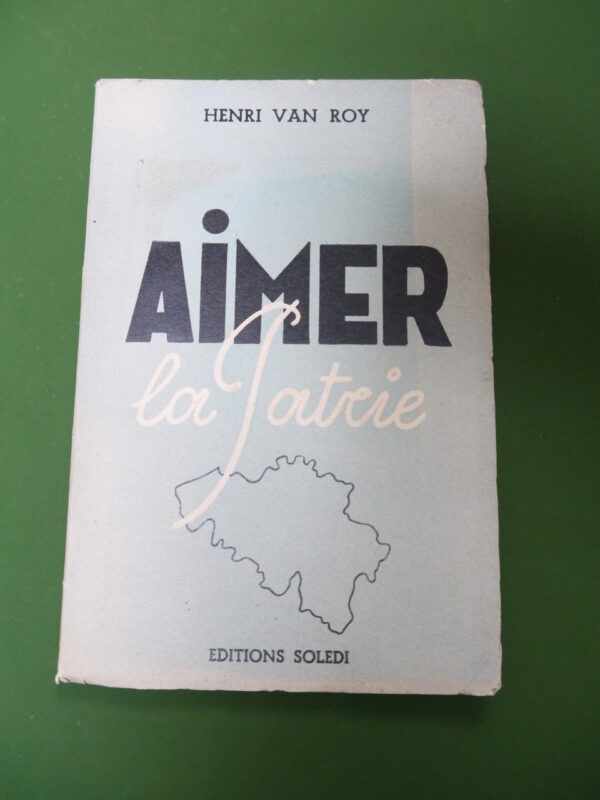 HENRI VAN ROY
AiMER
la Patrie
EDITIONS SOLEDI